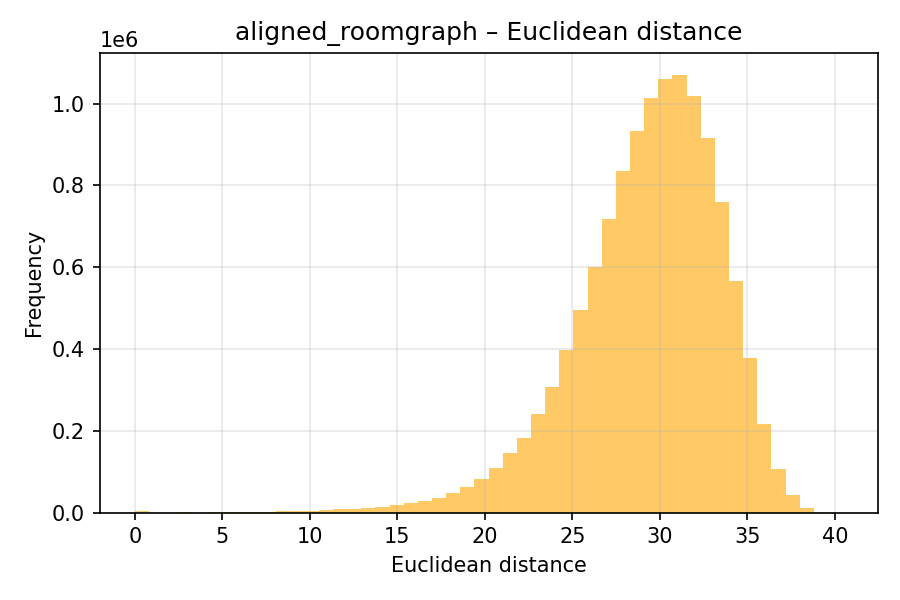 aligned_roomgraph – Euclidean distance
1e6
1.0
0.8
0.6
0.4
0.2
0.0
Frequency
0 5 10 15 20 25 30 35 40
Euclidean distance